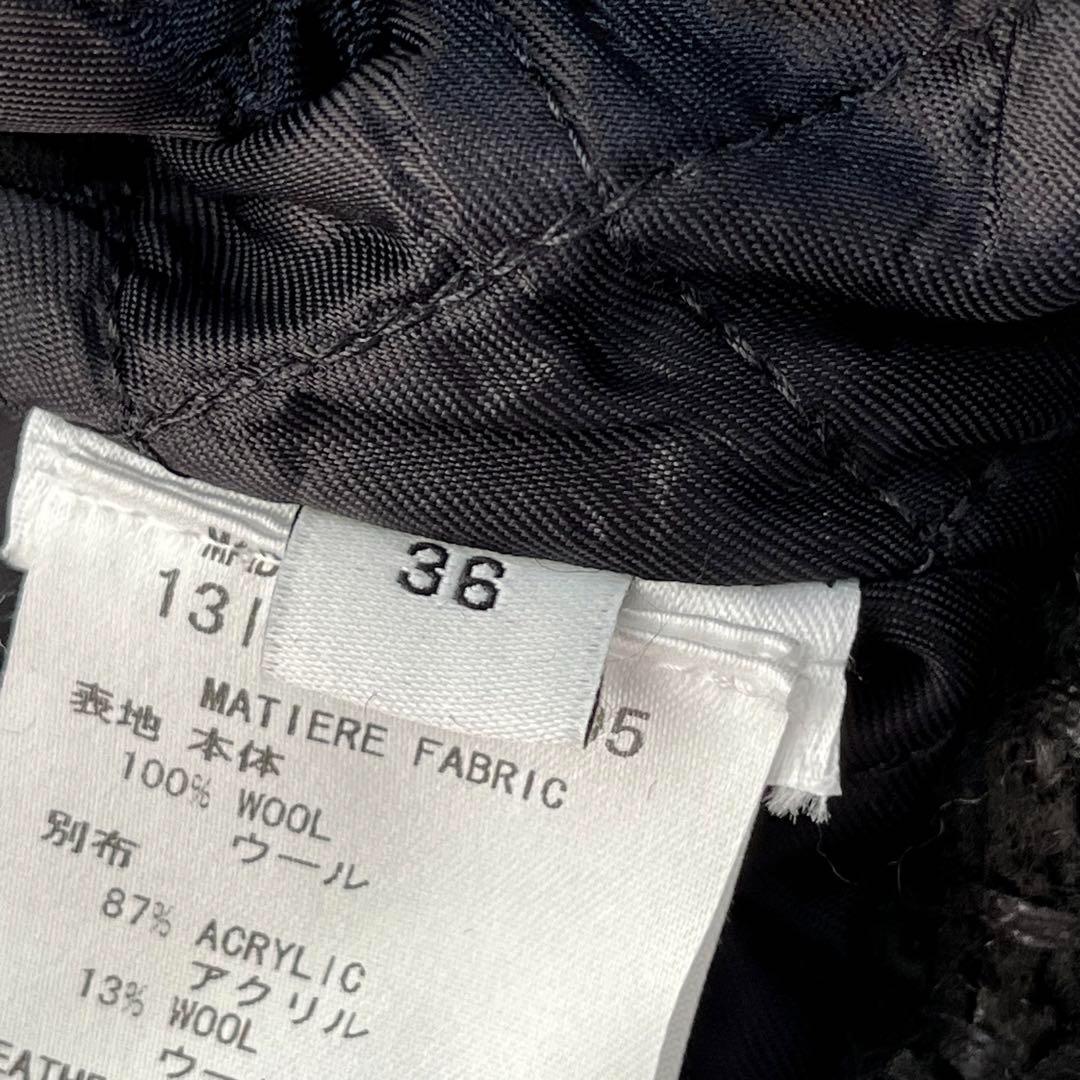 36
MATIERE FABRIC
表地 本体
100% WOOL
ウール
別布
87% ACRYLIC
アクリル
13% WOOL